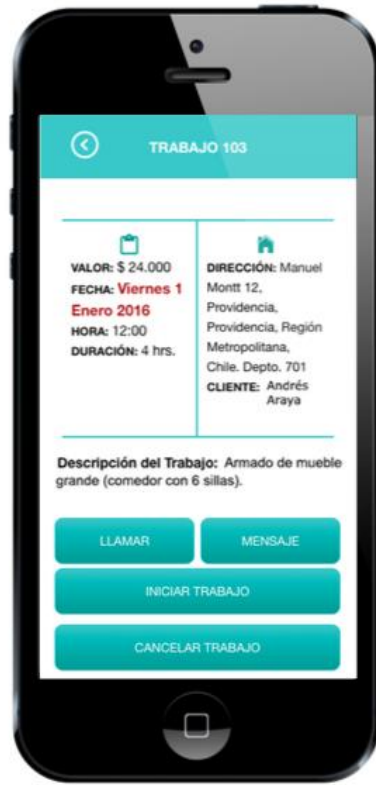 TRABAJO 103
VALOR: $ 24.000
FECHA: Viernes 1
Enero 2016
HORA: 12:00
DURACIÓN: 4 hrs.
DIRECCIÓN: Manuel
Montt 12,
Providencia,
Providencia, Región
Metropolitana,
Chile. Depto. 701
CLIENTE: Andrés
Araya
Descripción del Trabajo: Armado de mueble
grande (comedor con 6 sillas).
LLAMAR
MENSAJE
INICIAR TRABAJO
CANCELAR TRABAJO